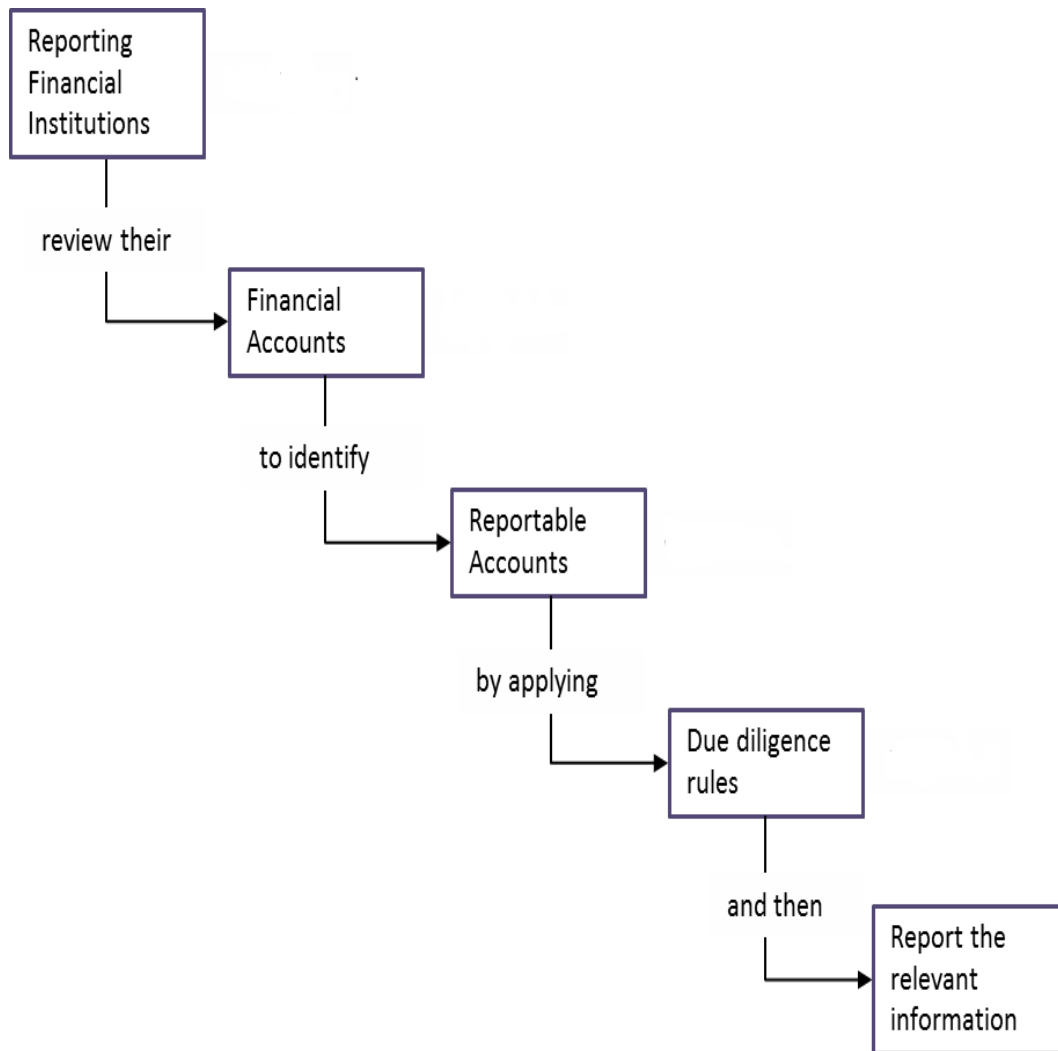 Reporting
Financial
Institutions
review their
Financial
Accounts
to identify
Reportable
Accounts
by applying
Due diligence
rules
and then
Report the
relevant
information